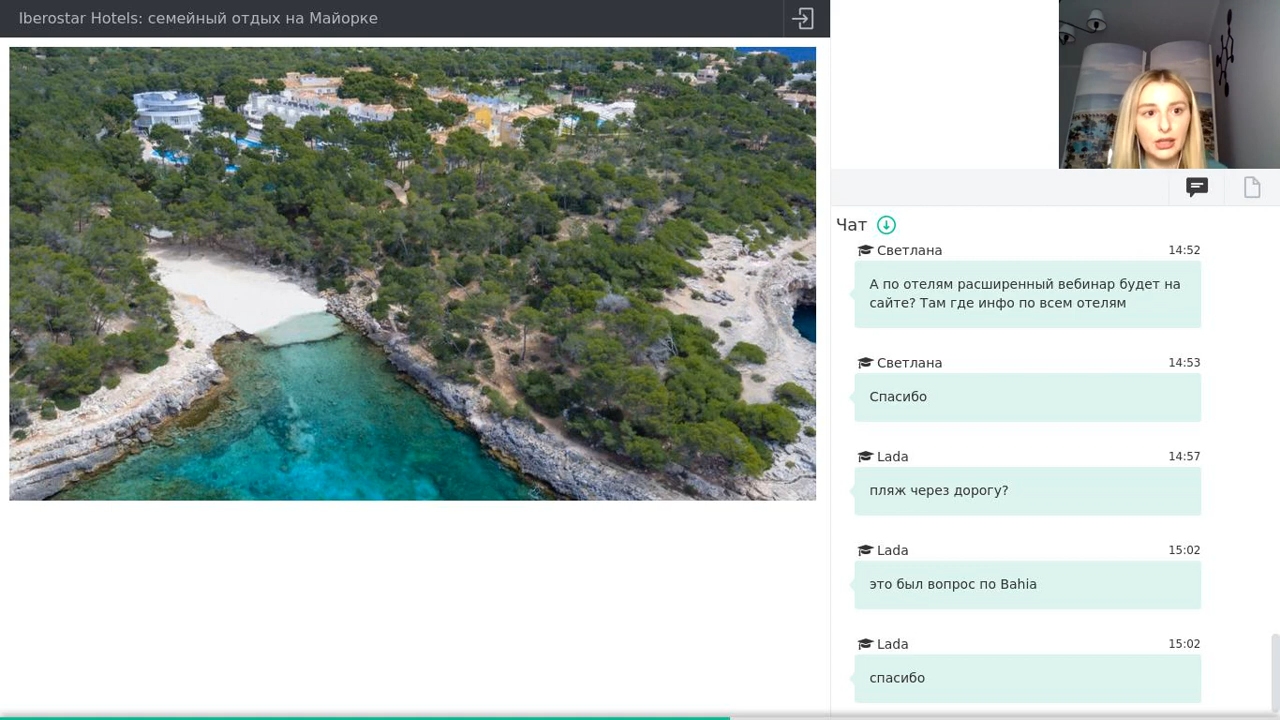 Iberostar Hotels: семейный отдых на Майорке
Чат
Светлана 14:52
А по отелям расширенный вебинар будет на
сайте? Там где инфо по всем отелям
Светлана 14:53
Спасибо
Lada 14:57
пляж через дорогу?
Lada 15:02
это был вопрос по Bahia
Lada 15:02
спасибо